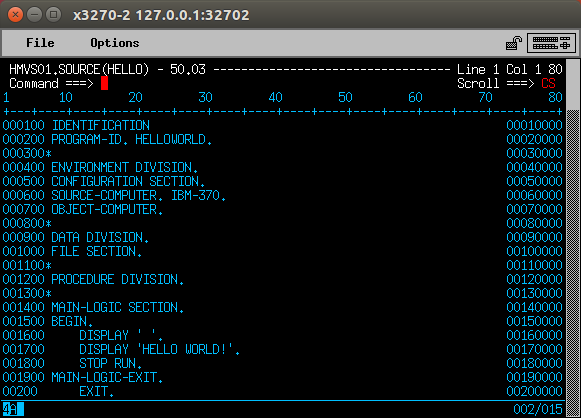 x3270-2 127.0.0.1:32702
File Options
HMVS01.SOURCE(HELLO) - 50.03 ---------------------------------- Line 1 Col 1 80
Command ===> Scroll ===> CS
1 10 20 30 40 50 60 70 80
+---+----+----+----+----+----+----+----+----+----+----+----+----+----+----+----+
000100 IDENTIFICATION 00010000
000200 PROGRAM-ID. HELLOWORLD. 00020000
000300* 00030000
000400 ENVIRONMENT DIVISION. 00040000
000500 CONFIGURATION SECTION. 00050000
000600 SOURCE-COMPUTER. IBM-370. 00060000
000700 OBJECT-COMPUTER. 00070000
000800* 00080000
000900 DATA DIVISION. 00090000
001000 FILE SECTION. 00100000
001100* 00110000
001200 PROCEDURE DIVISION. 00120000
001300* 00130000
001400 MAIN-LOGIC SECTION. 00140000
001500 BEGIN. 00150000
001600 DISPLAY ' '. 00160000
001700 DISPLAY 'HELLO WORLD!'. 00170000
001800 STOP RUN. 00180000
001900 MAIN-LOGIC-EXIT. 00190000
00200 EXIT. 00200000
4A 002/015